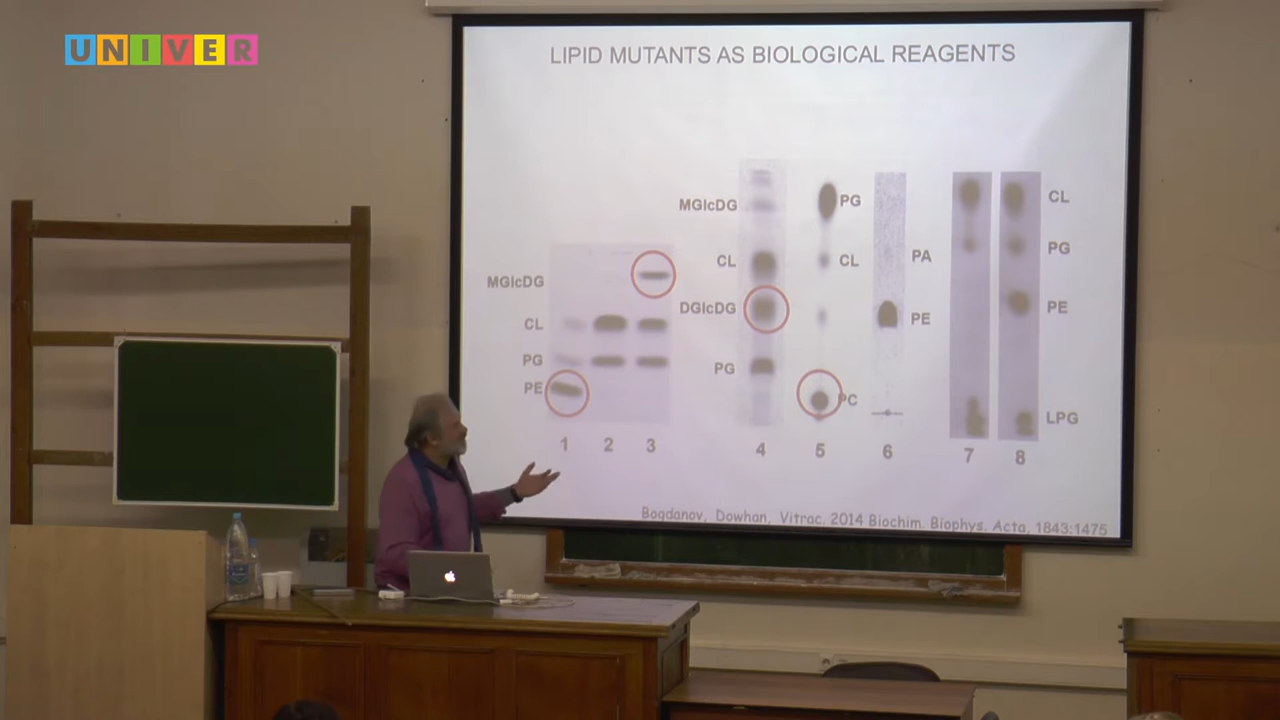 UNIVER
LIPID MUTANTS AS BIOLOGICAL REAGENTS
MGlcDG
CL
PG
PE
1 2 3
MGlcDG
CL
DGlcDG
PG
4
PG
CL
PC
5
PA
PE
6
CL
PG
PE
LPG
7 8
Bogdanov, Dowhan, Vitrac. 2014 Biochim. Biophys. Acta, 1843:1475